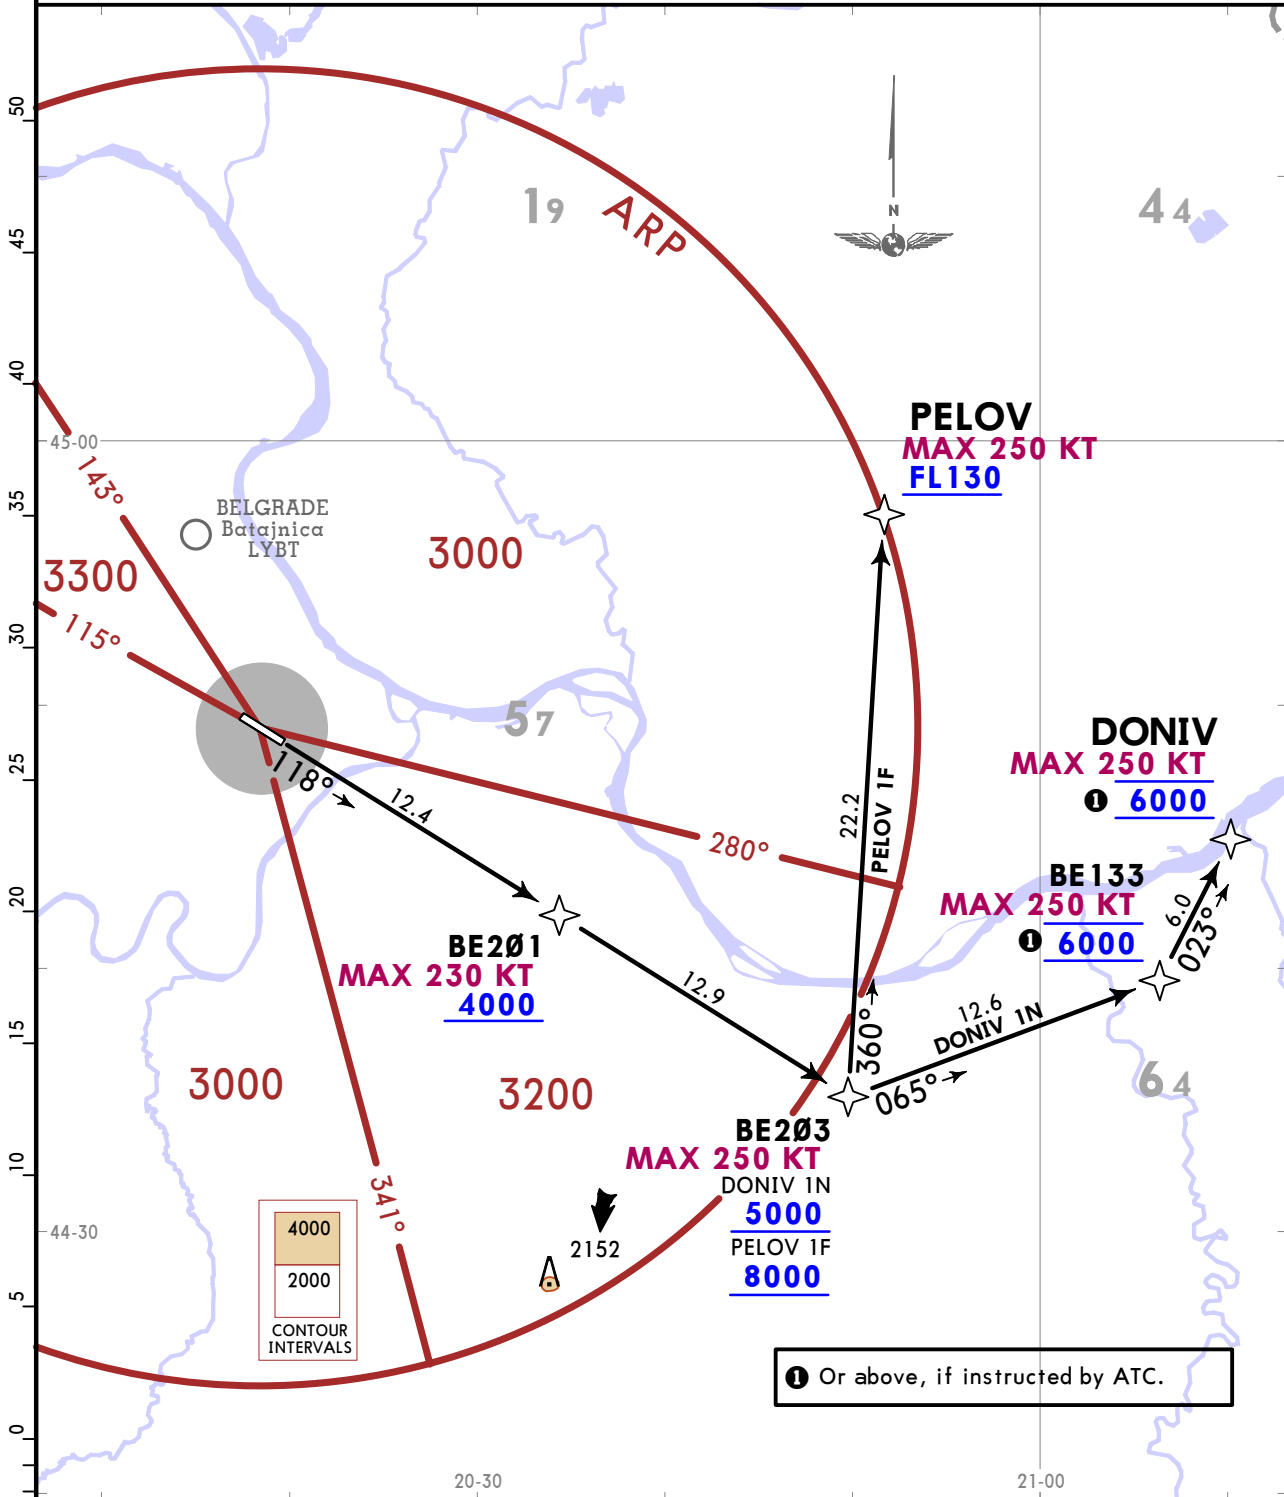 50
19
44
ARP
N
45
40
PELOV
MAX 250 KT
FL130
45-00
143°
35
BELGRADE
Batajnica
LYBT
3000
3300
30
115°
57
DONIV
MAX 250 KT
❶ 6000
25
118°→
12.4
22.2
PELOV 1F
280°
BE133
MAX 250 KT
❶ 6000
6.0
023°→
20
BE2Ø1
MAX 230 KT
4000
12.9
360°→
12.6
DONIV 1N
065°→
15
3000
3200
64
BE2Ø3
MAX 250 KT
DONIV 1N
5000
PELOV 1F
8000
10
341°
44-30
2152
4000
2000
CONTOUR
INTERVALS
5
❶ Or above, if instructed by ATC.
0
20-30
21-00